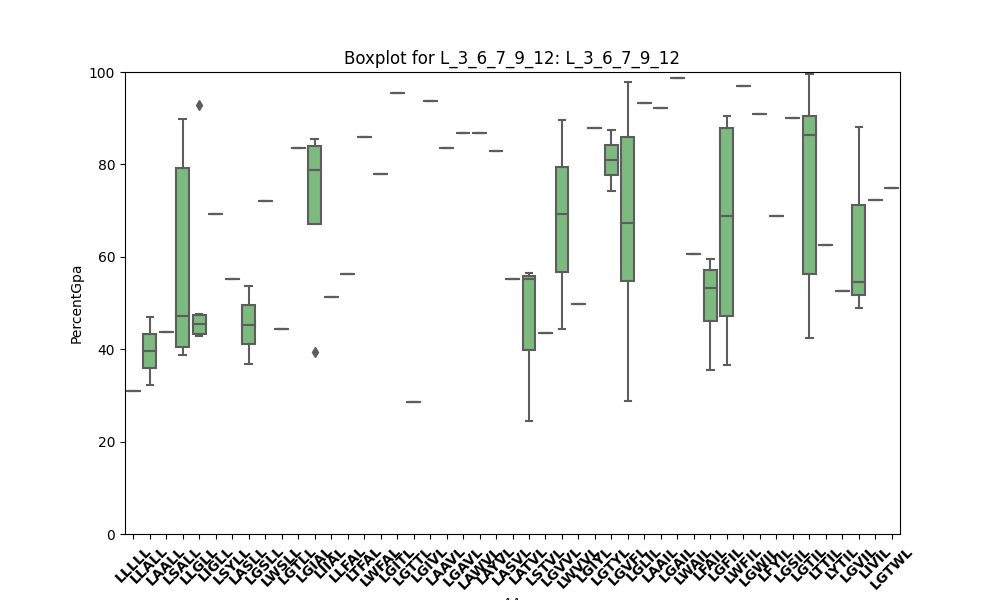 Boxplot for L_3_6_7_9_12: L_3_6_7_9_12
PercentGpa
100
80
60
40
20
0
LLLLL
LLALL
LAALL
LSALL
LLGLL
LIGLL
LSYLL
LASLL
LGSLL
LWSLL
LGTLL
LGIAL
LIFAL
LLFAL
LTFAL
LWFAL
LGITL
LGTTL
LGIVL
LAAVL
LGAVL
LAWVL
LAYVL
LASVL
LATVL
LSTVL
LGVVL
LWVVL
LGIYL
LGTYL
LGVFL
LGLIL
LAAIL
LGAIL
LWAIL
LFAIL
LGFIL
LWFIL
LGWIL
LFYIL
LGSIL
LGTIL
LTTIL
LYTIL
LGVIL
LIVIL
LGTWL